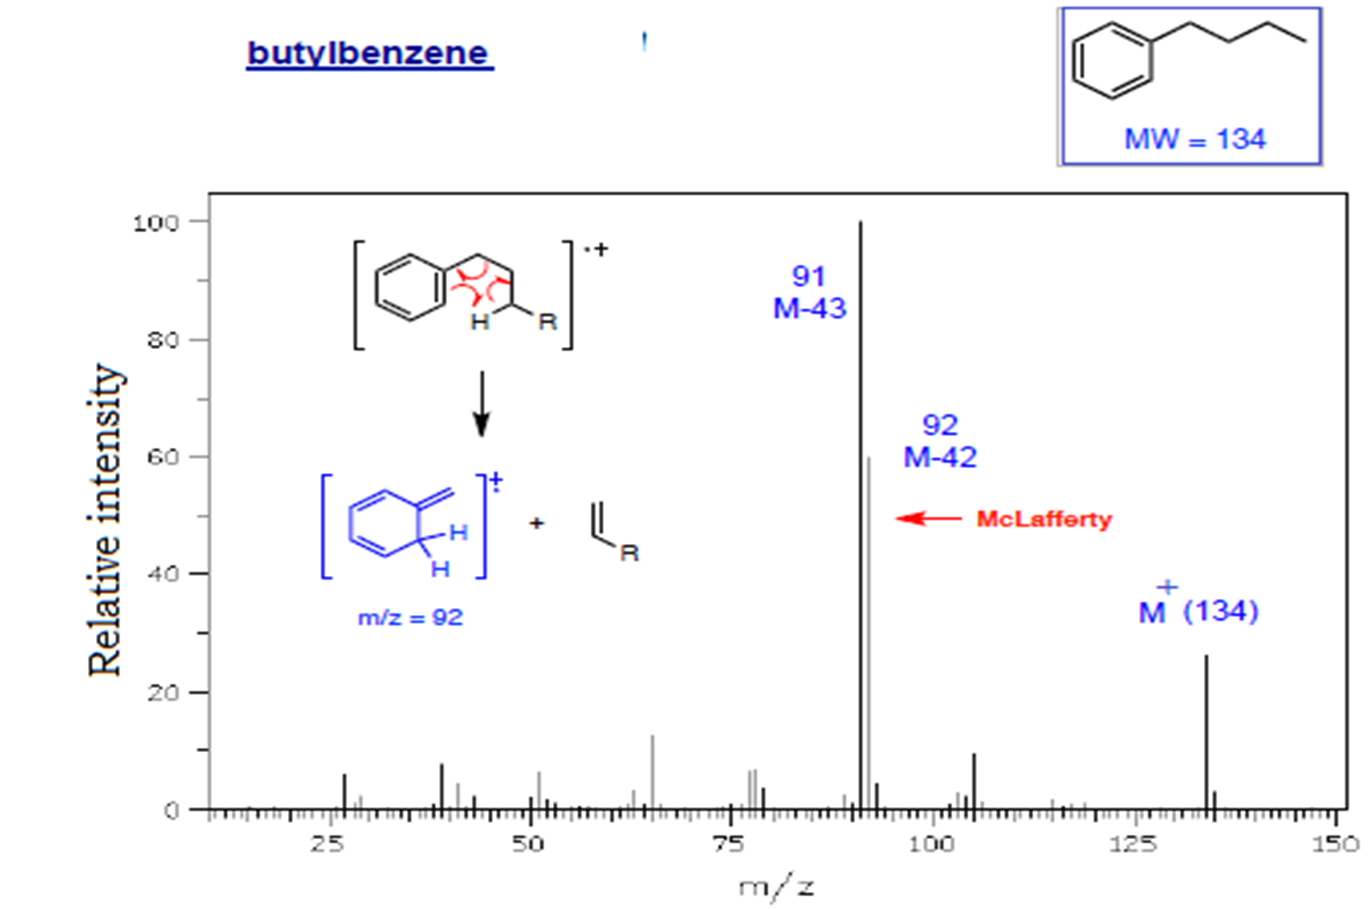 butylbenzene
MW = 134
100
80
60
40
20
0
Relative intensity
H
R
·+
91
M-43
92
M-42
McLafferty
H
H
+
R
m/z = 92
+
M (134)
25
50
75
100
125
150
m/z